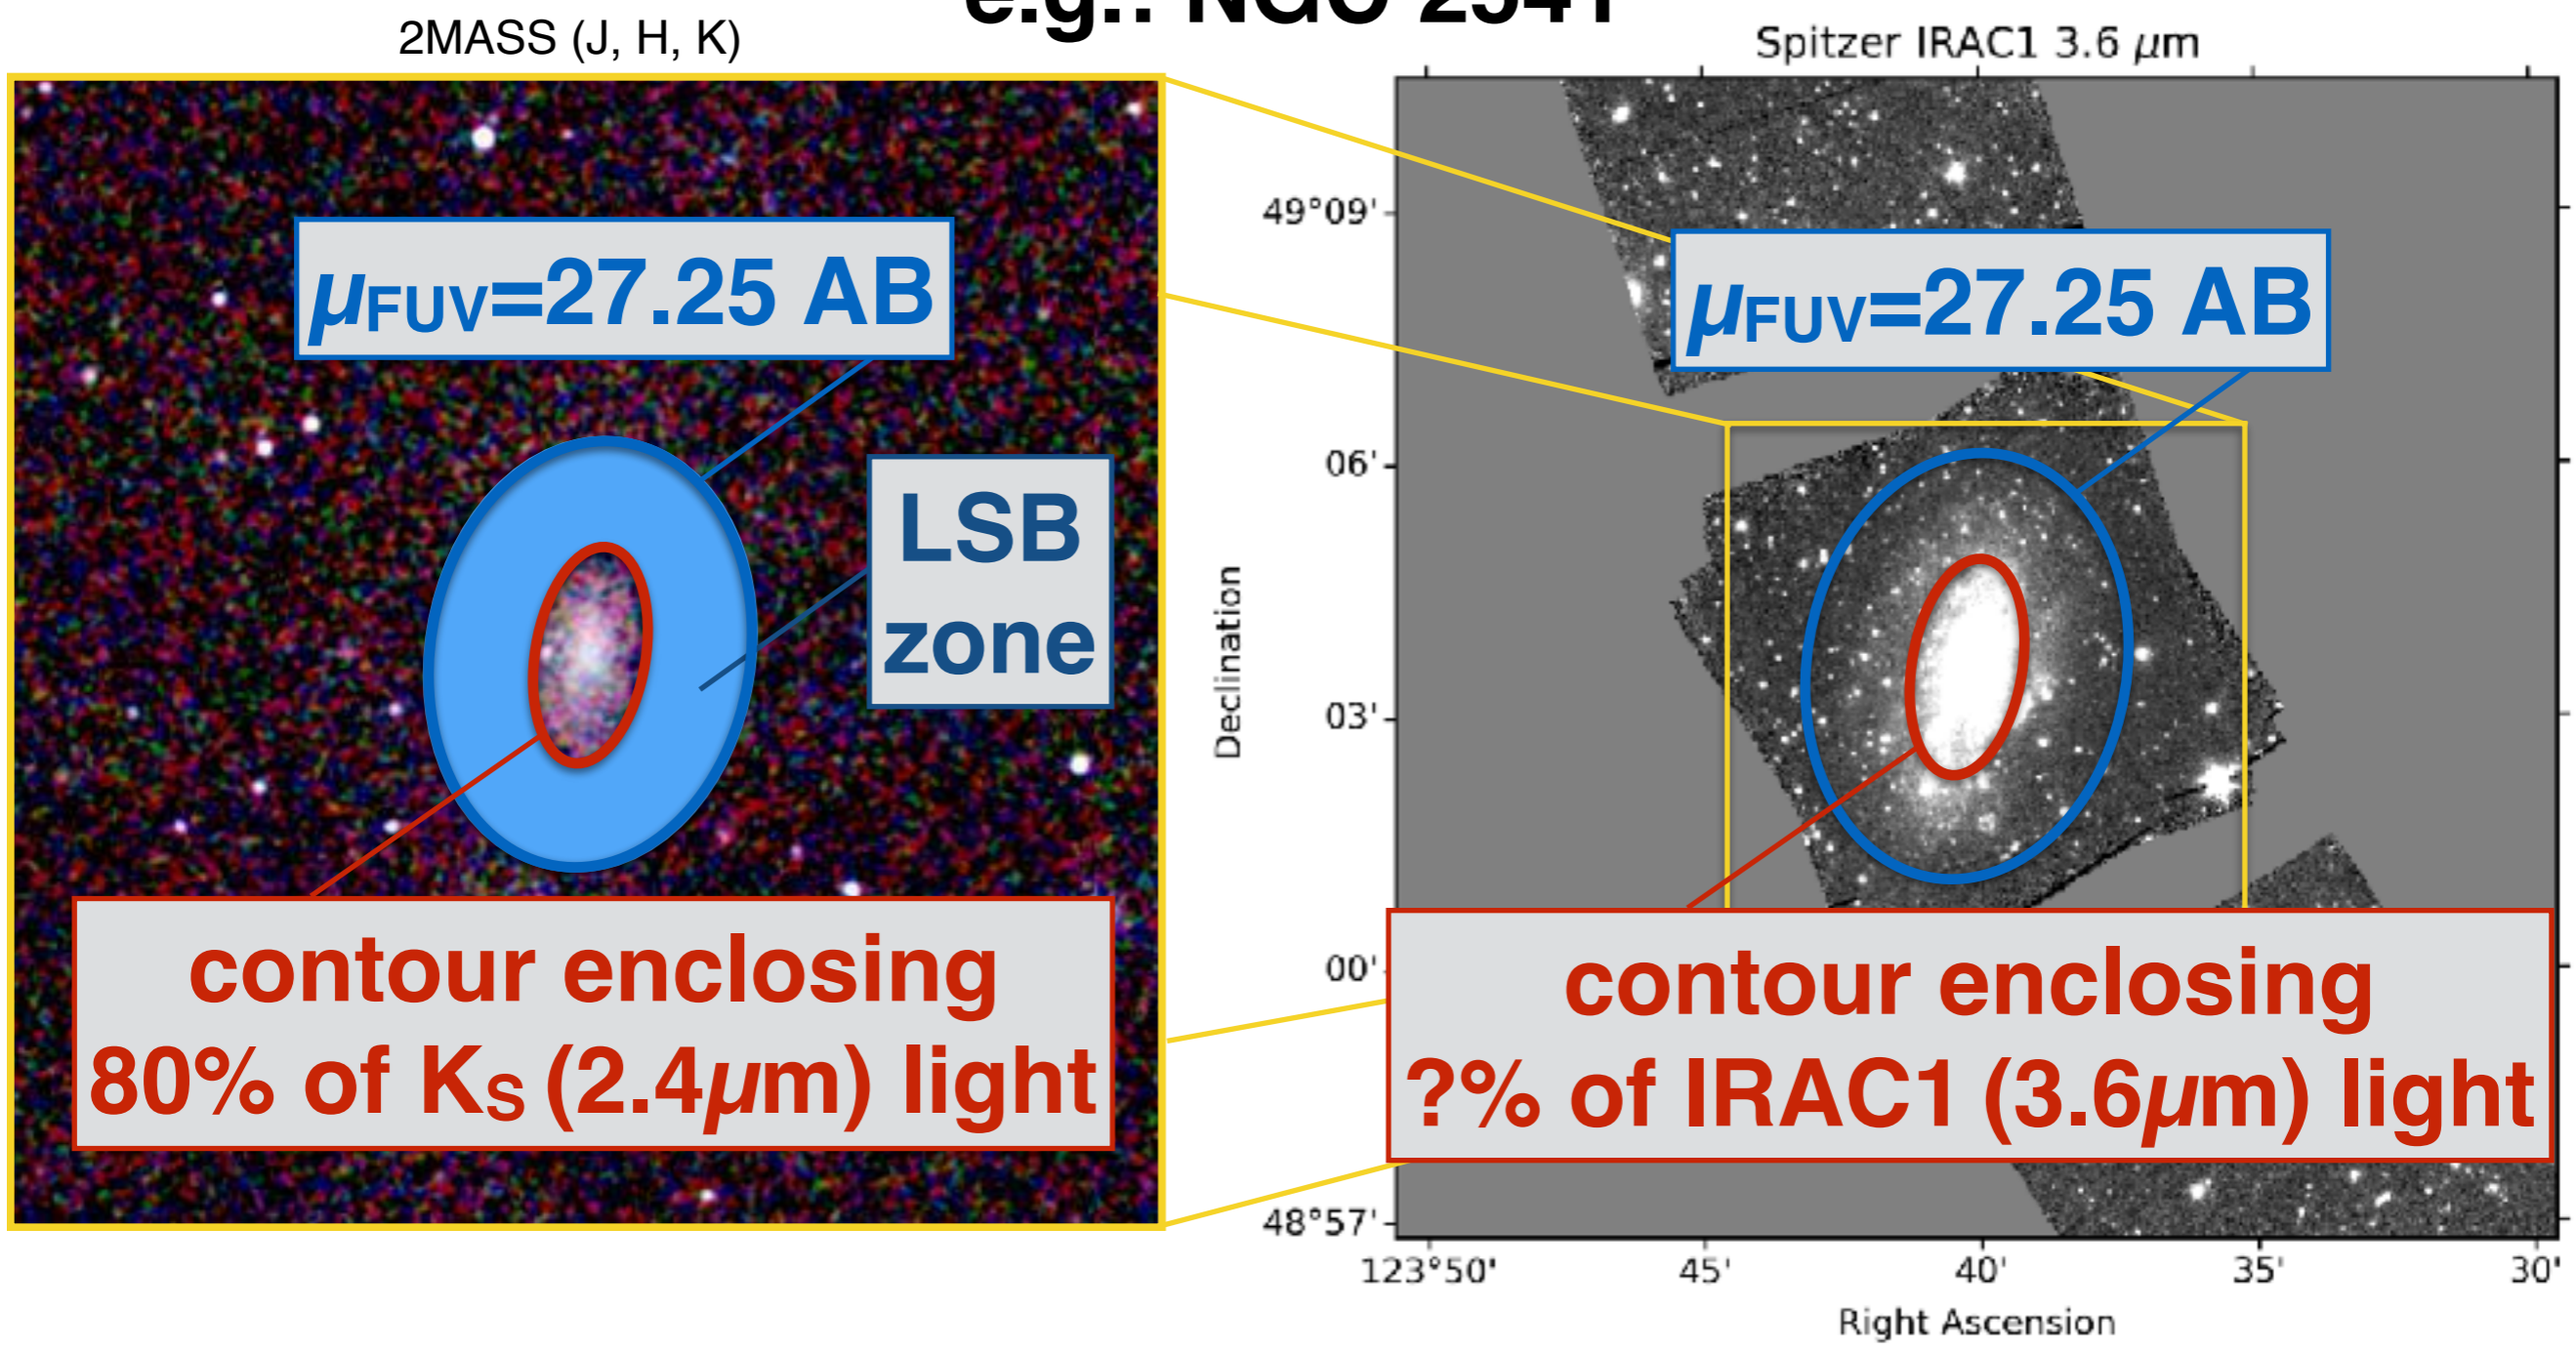 e.g.: NGC 2541
2MASS (J, H, K)
Spitzer IRAC1 3.6 μm
μFUV=27.25 AB
LSB
zone
contour enclosing
80% of KS (2.4μm) light
μFUV=27.25 AB
contour enclosing
?% of IRAC1 (3.6μm) light
Declination
49°09'
06'
03'
00'
48°57'
123°50'
45'
40'
35'
30'
Right Ascension